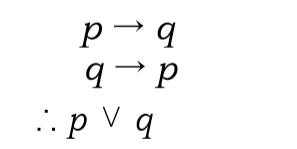 p → q
q → p
∴ p ∨ q